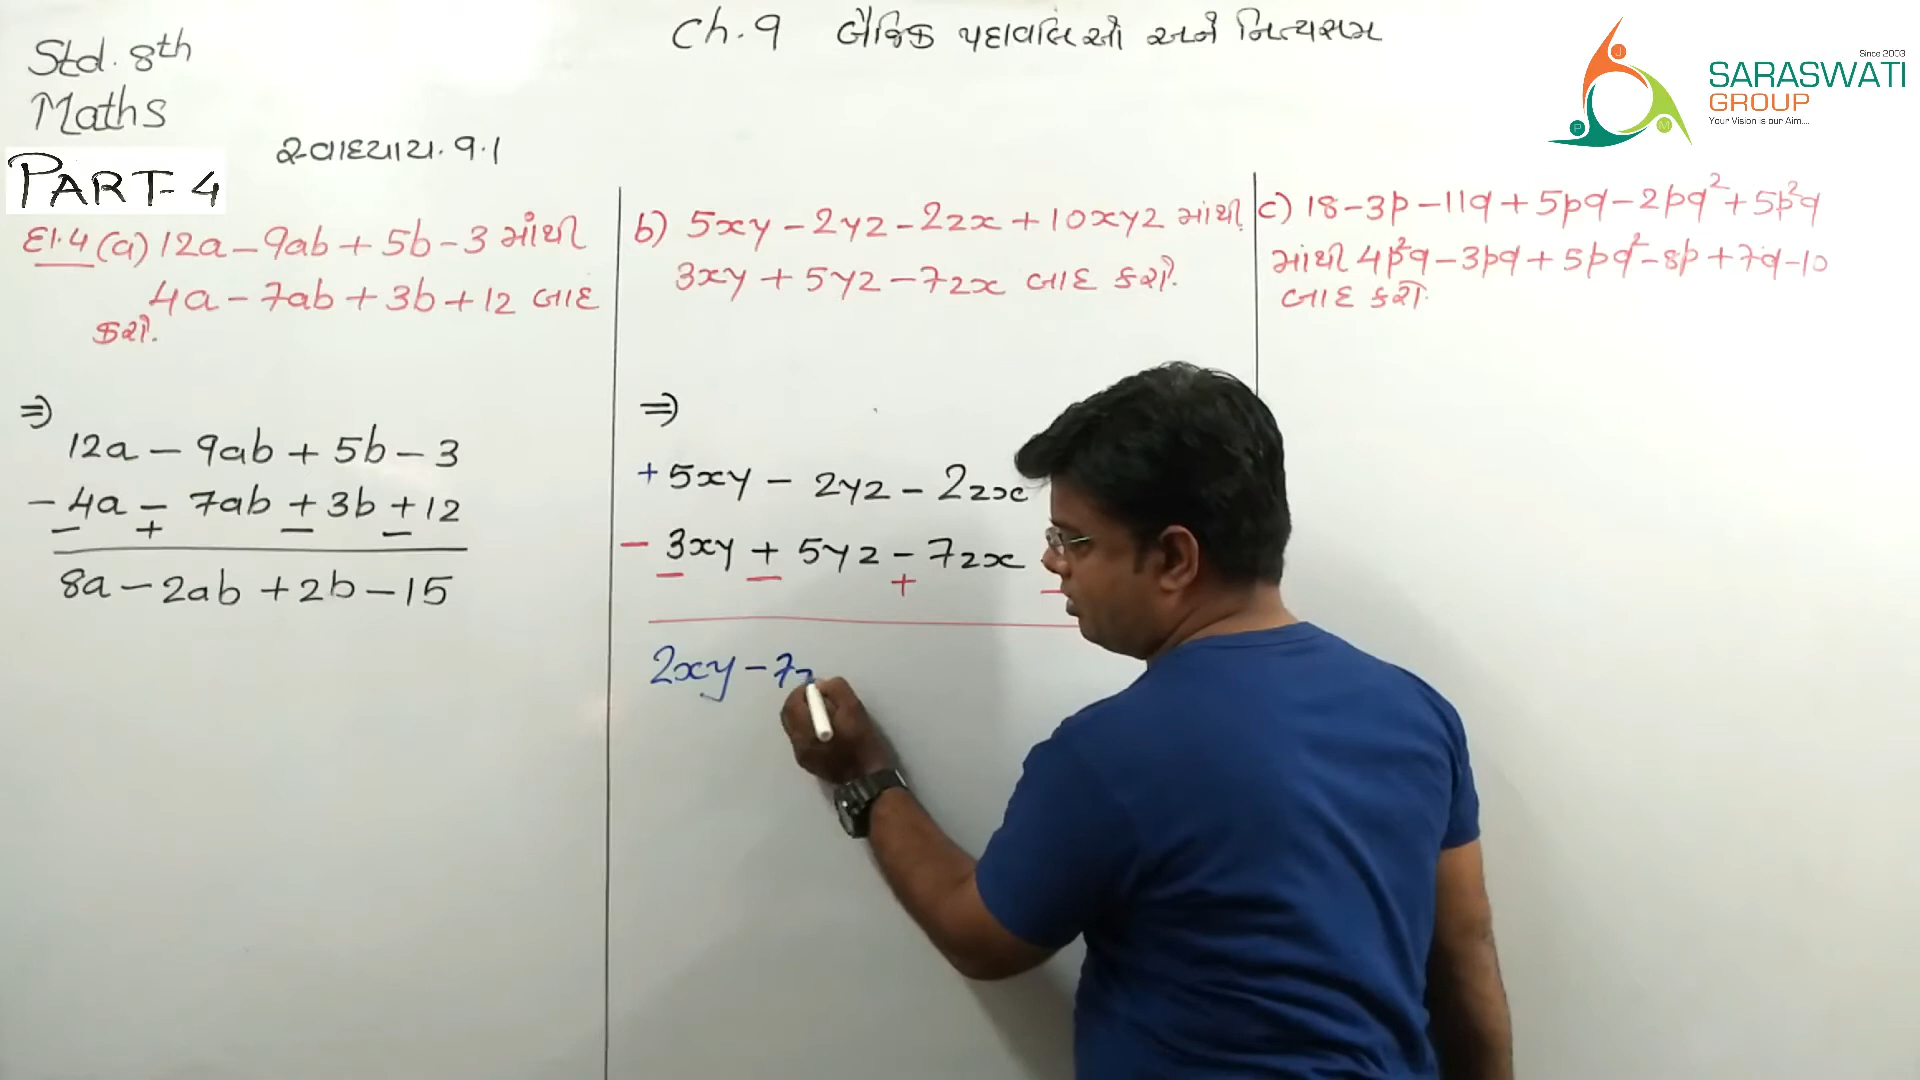 Ch. 9 બૈજિક પદાવલિઓ અને નિત્યસમ
Std. 8th
Maths
સ્વાધ્યાય. 9.1
PART-4
Since 2003
SARASWATI
GROUP
Your Vision is our Aim....
દા.4 (a) 12a - 9ab + 5b - 3 માંથી
4a - 7ab + 3b + 12 બાદ
કરો.
⇒
12a - 9ab + 5b - 3
- 4a - 7ab + 3b + 12
- + - -
8a - 2ab + 2b - 15
b) 5xy - 2yz - 2zx + 10xyz માંથી
3xy + 5yz - 7zx બાદ કરો.
⇒
+ 5xy - 2yz - 2zx
- 3xy + 5yz - 7zx
- - + -
2xy - 7
c) 18 - 3p - 11q + 5pq - 2pq² + 5p²q
માંથી 4p²q - 3pq + 5pq² - 8p + 7q - 10
બાદ કરો.